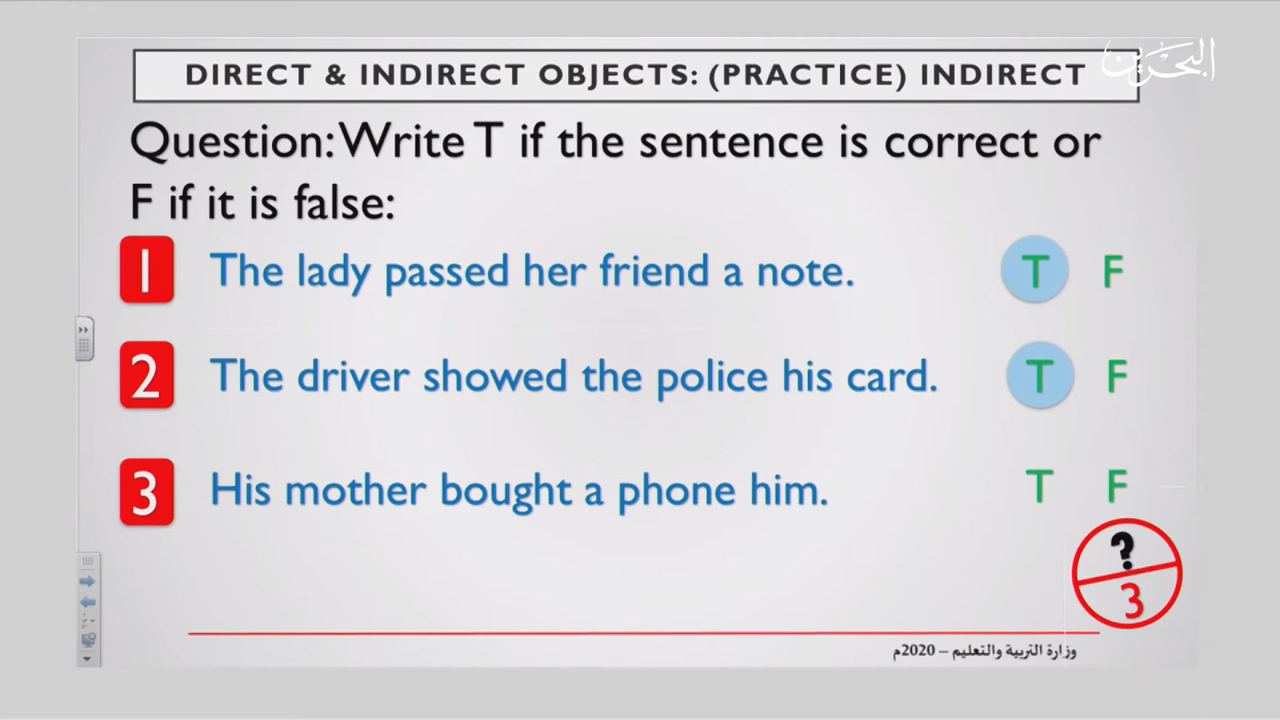 البحرين
DIRECT & INDIRECT OBJECTS: (PRACTICE) INDIRECT
Question: Write T if the sentence is correct or
F if it is false:
1 The lady passed her friend a note. T F
2 The driver showed the police his card. T F
3 His mother bought a phone him. T F
?
3
وزارة التربية والتعليم – 2020م